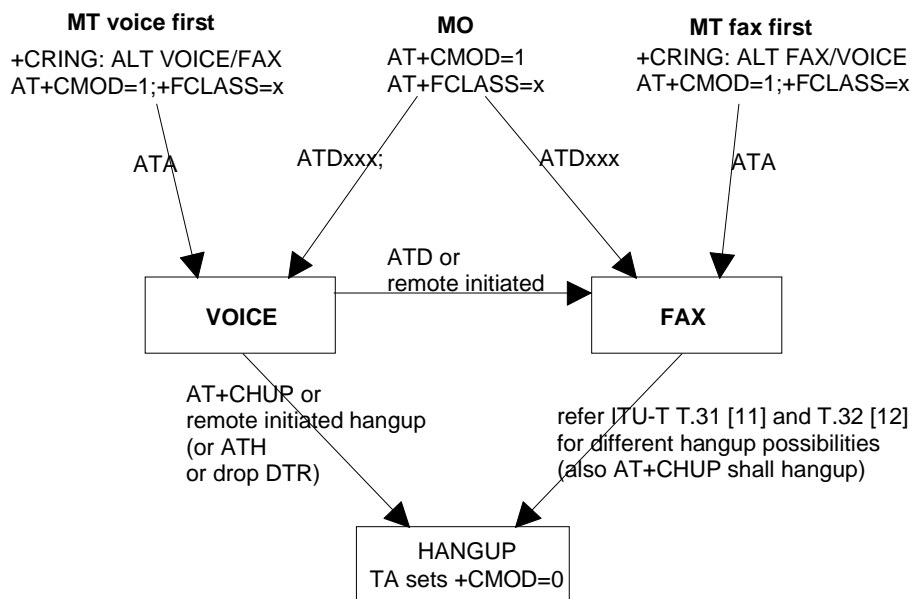 MT voice first
+CRING: ALT VOICE/FAX
AT+CMOD=1;+FCLASS=x
MO
AT+CMOD=1
AT+FCLASS=x
MT fax first
+CRING: ALT FAX/VOICE
AT+CMOD=1;+FCLASS=x
ATA
ATDxxx;
ATDxxx
ATA
ATD or
remote initiated
VOICE
FAX
AT+CHUP or
remote initiated hangup
(or ATH
or drop DTR)
refer ITU-T T.31 [11] and T.32 [12]
for different hangup possibilities
(also AT+CHUP shall hangup)
HANGUP
TA sets +CMOD=0